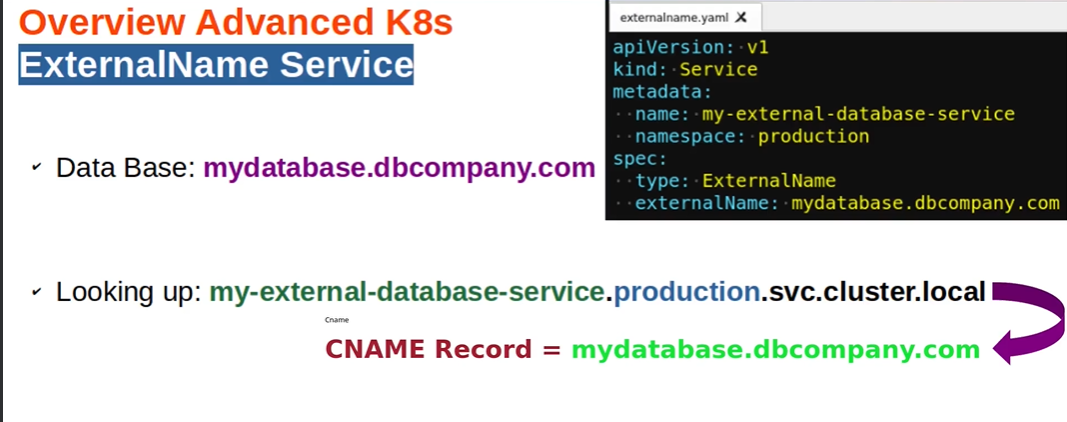 Overview Advanced K8s
ExternalName Service
externalname.yaml
apiVersion: v1
kind: Service
metadata:
  name: my-external-database-service
  namespace: production
spec:
  type: ExternalName
  externalName: mydatabase.dbcompany.com
Data Base: mydatabase.dbcompany.com
Looking up: my-external-database-service.production.svc.cluster.local
Cname
CNAME Record = mydatabase.dbcompany.com